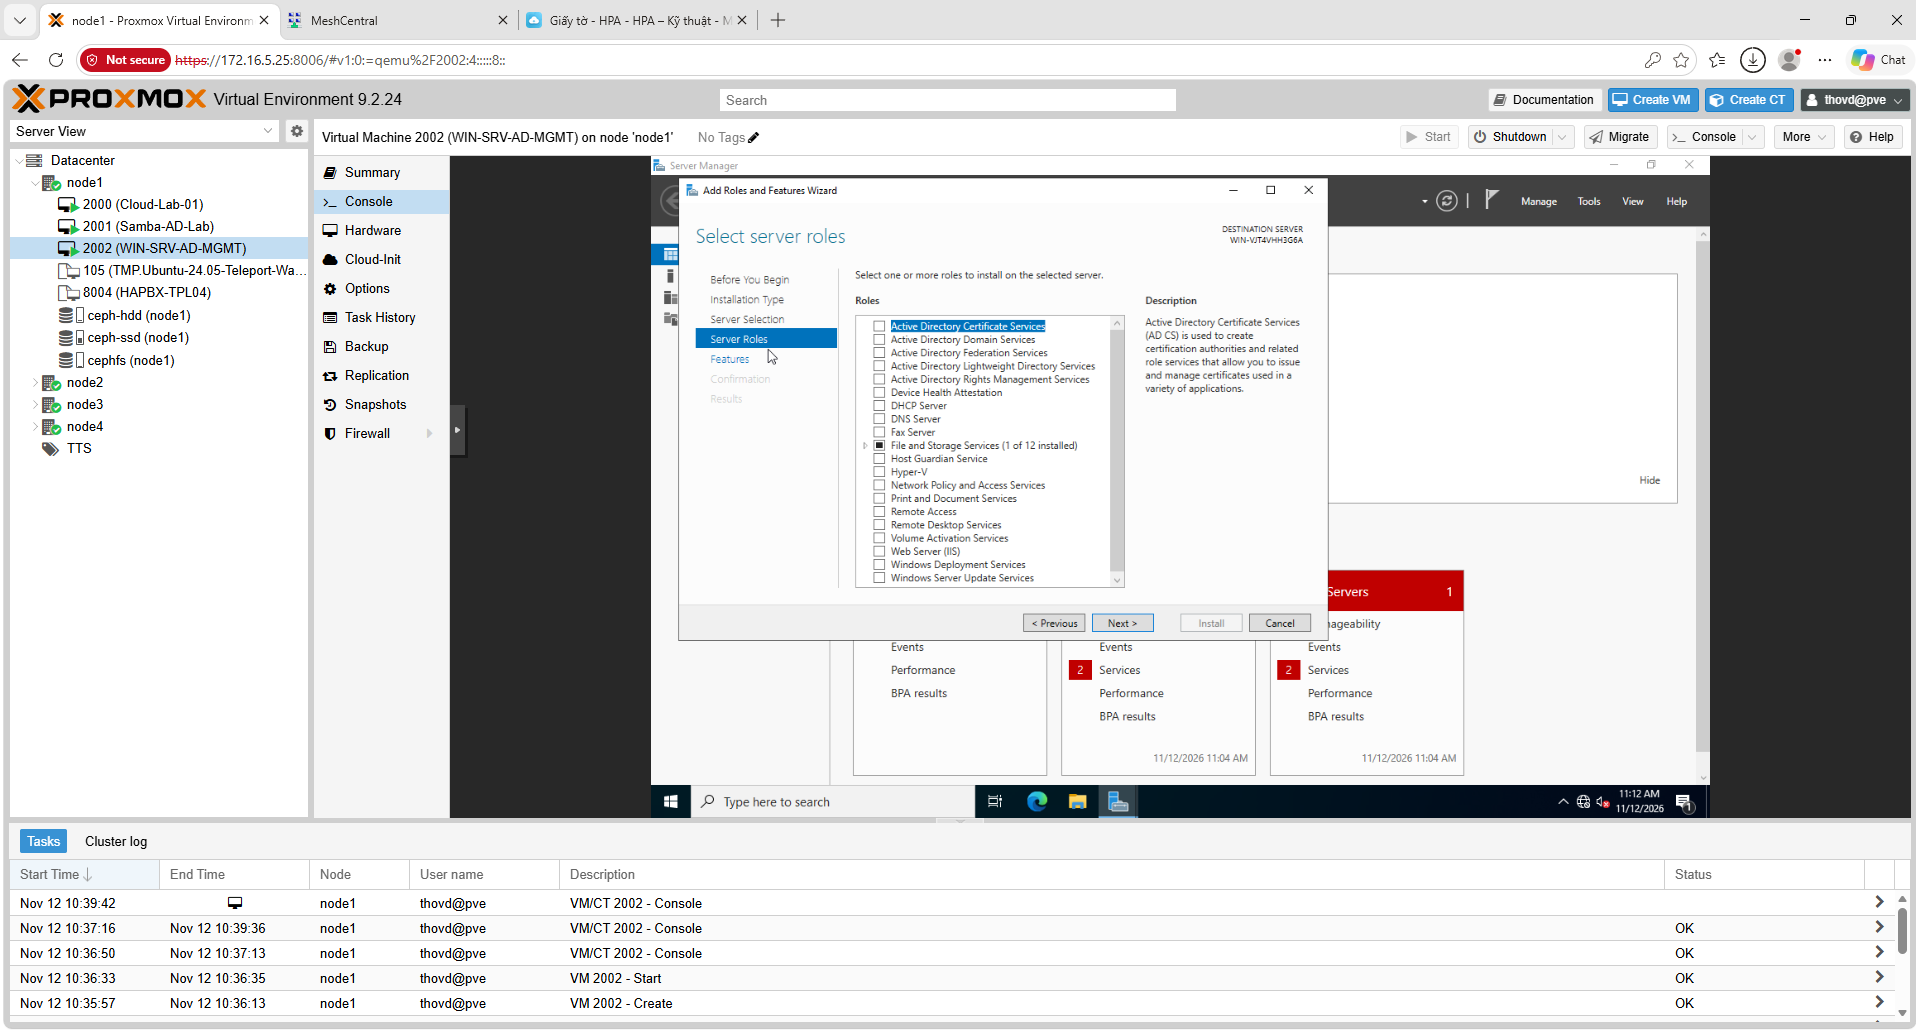 node1 - Proxmox Virtual Environm
MeshCentral
Giấy tờ - HPA - HPA – Kỹ thuật - M
Not secure https://172.16.5.25:8006/#v1:0:=qemu%2F2002:4:::::8::
Chat
PROXMOX Virtual Environment 9.2.24
Search
Documentation
Create VM
Create CT
thovd@pve
Server View
Virtual Machine 2002 (WIN-SRV-AD-MGMT) on node 'node1'
No Tags
Start
Shutdown
Migrate
Console
More
Help
Datacenter
node1
2000 (Cloud-Lab-01)
2001 (Samba-AD-Lab)
2002 (WIN-SRV-AD-MGMT)
105 (TMP.Ubuntu-24.05-Teleport-Wa...
8004 (HAPBX-TPL04)
ceph-hdd (node1)
ceph-ssd (node1)
cephfs (node1)
node2
node3
node4
TTS
Summary
Console
Hardware
Cloud-Init
Options
Task History
Backup
Replication
Snapshots
Firewall
Server Manager
Manage
Tools
View
Help
Add Roles and Features Wizard
Select server roles
DESTINATION SERVER
WIN-VJT4VHH3G6A
Before You Begin
Installation Type
Server Selection
Server Roles
Features
Confirmation
Results
Select one or more roles to install on the selected server.
Roles
Active Directory Certificate Services
Active Directory Domain Services
Active Directory Federation Services
Active Directory Lightweight Directory Services
Active Directory Rights Management Services
Device Health Attestation
DHCP Server
DNS Server
Fax Server
File and Storage Services (1 of 12 installed)
Host Guardian Service
Hyper-V
Network Policy and Access Services
Print and Document Services
Remote Access
Remote Desktop Services
Volume Activation Services
Web Server (IIS)
Windows Deployment Services
Windows Server Update Services
Description
Active Directory Certificate Services
(AD CS) is used to create
certification authorities and related
role services that allow you to issue
and manage certificates used in a
variety of applications.
< Previous
Next >
Install
Cancel
Hide
Servers 1
nageability
Events
Performance
BPA results
Events
2 Services
Performance
BPA results
11/12/2026 11:04 AM
Events
2 Services
Performance
BPA results
11/12/2026 11:04 AM
Type here to search
11:12 AM
11/12/2026
1
Tasks
Cluster log
Start Time End Time Node User name Description Status
Nov 12 10:39:42 node1 thovd@pve VM/CT 2002 - Console
Nov 12 10:37:16 Nov 12 10:39:36 node1 thovd@pve VM/CT 2002 - Console OK
Nov 12 10:36:50 Nov 12 10:37:13 node1 thovd@pve VM/CT 2002 - Console OK
Nov 12 10:36:33 Nov 12 10:36:35 node1 thovd@pve VM 2002 - Start OK
Nov 12 10:35:57 Nov 12 10:36:13 node1 thovd@pve VM 2002 - Create OK